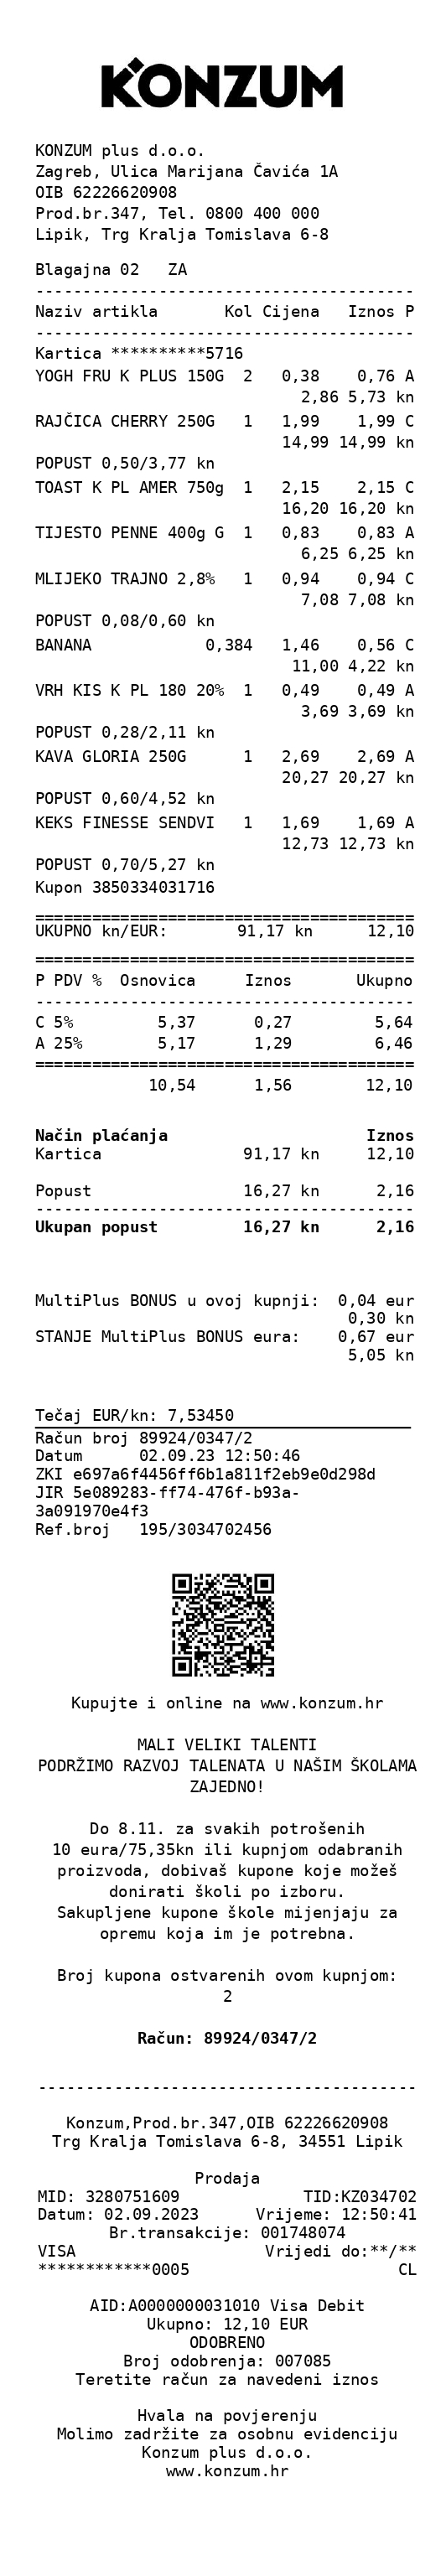 KONZUM
KONZUM plus d.o.o.
Zagreb, Ulica Marijana Čavića 1A
OIB 62226620908
Prod.br.347, Tel. 0800 400 000
Lipik, Trg Kralja Tomislava 6-8
Blagajna 02   ZA
----------------------------------------
Naziv artikla       Kol Cijena   Iznos P
----------------------------------------
Kartica **********5716
YOGH FRU K PLUS 150G  2   0,38    0,76 A
2,86 5,73 kn
RAJČICA CHERRY 250G   1   1,99    1,99 C
14,99 14,99 kn
POPUST 0,50/3,77 kn
TOAST K PL AMER 750g  1   2,15    2,15 C
16,20 16,20 kn
TIJESTO PENNE 400g G  1   0,83    0,83 A
6,25 6,25 kn
MLIJEKO TRAJNO 2,8%   1   0,94    0,94 C
7,08 7,08 kn
POPUST 0,08/0,60 kn
BANANA            0,384   1,46    0,56 C
11,00 4,22 kn
VRH KIS K PL 180 20%  1   0,49    0,49 A
3,69 3,69 kn
POPUST 0,28/2,11 kn
KAVA GLORIA 250G      1   2,69    2,69 A
20,27 20,27 kn
POPUST 0,60/4,52 kn
KEKS FINESSE SENDVI   1   1,69    1,69 A
12,73 12,73 kn
POPUST 0,70/5,27 kn
Kupon 3850334031716
========================================
UKUPNO kn/EUR:       91,17 kn      12,10
========================================
P PDV %  Osnovica     Iznos       Ukupno
----------------------------------------
C 5%         5,37      0,27         5,64
A 25%        5,17      1,29         6,46
========================================
10,54      1,56        12,10
Način plaćanja                     Iznos
Kartica               91,17 kn     12,10
Popust                16,27 kn      2,16
----------------------------------------
Ukupan popust         16,27 kn      2,16
MultiPlus BONUS u ovoj kupnji:  0,04 eur
0,30 kn
STANJE MultiPlus BONUS eura:    0,67 eur
5,05 kn
Tečaj EUR/kn: 7,53450
Račun broj 89924/0347/2
Datum      02.09.23 12:50:46
ZKI e697a6f4456ff6b1a811f2eb9e0d298d
JIR 5e089283-ff74-476f-b93a-
3a091970e4f3
Ref.broj   195/3034702456
Kupujte i online na www.konzum.hr
MALI VELIKI TALENTI
PODRŽIMO RAZVOJ TALENATA U NAŠIM ŠKOLAMA
ZAJEDNO!
Do 8.11. za svakih potrošenih
10 eura/75,35kn ili kupnjom odabranih
proizvoda, dobivaš kupone koje možeš
donirati školi po izboru.
Sakupljene kupone škole mijenjaju za
opremu koja im je potrebna.
Broj kupona ostvarenih ovom kupnjom:
2
Račun: 89924/0347/2
----------------------------------------
Konzum,Prod.br.347,OIB 62226620908
Trg Kralja Tomislava 6-8, 34551 Lipik
Prodaja
MID: 3280751609             TID:KZ034702
Datum: 02.09.2023      Vrijeme: 12:50:41
Br.transakcije: 001748074
VISA                    Vrijedi do:**/**
************0005                      CL
AID:A0000000031010 Visa Debit
Ukupno: 12,10 EUR
ODOBRENO
Broj odobrenja: 007085
Teretite račun za navedeni iznos
Hvala na povjerenju
Molimo zadržite za osobnu evidenciju
Konzum plus d.o.o.
www.konzum.hr